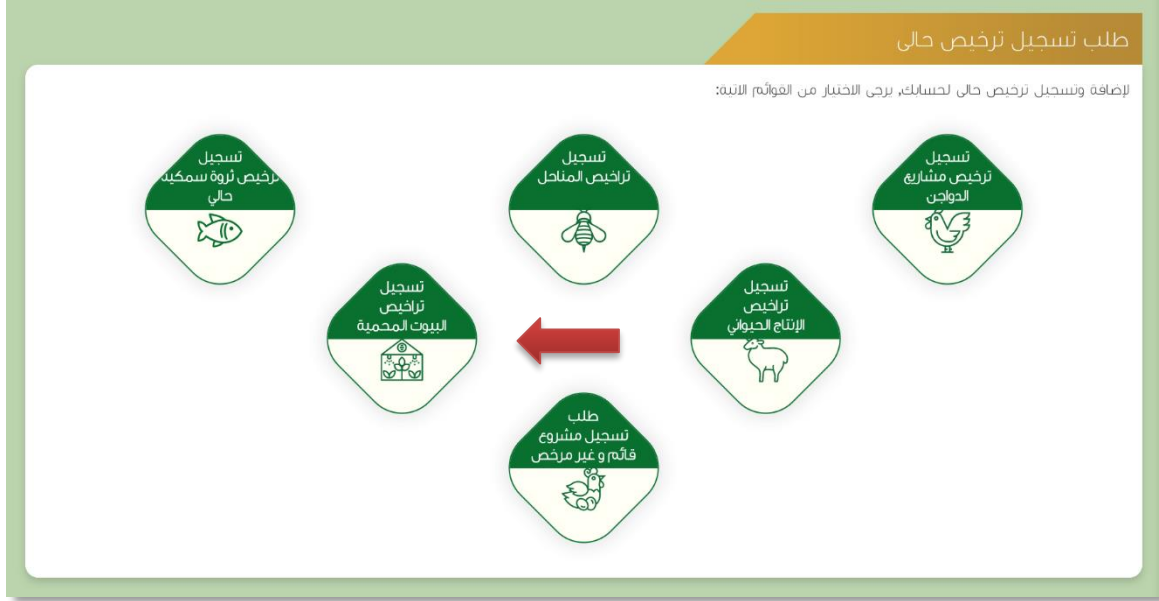 طلب تسجيل ترخيص حالى
لإضافة وتسجيل ترخيص حالى لحسابك, يرجى الاختيار من القوائم الاتية:
تسجيل
ترخيص مشاريع
الدواجن
تسجيل
تراخيص المناحل
تسجيل
ترخيص ثروة سمكية
حالي
تسجيل
تراخيص
الإنتاج الحيواني
تسجيل
تراخيص
البيوت المحمية
طلب
تسجيل مشروع
قائم و غير مرخص